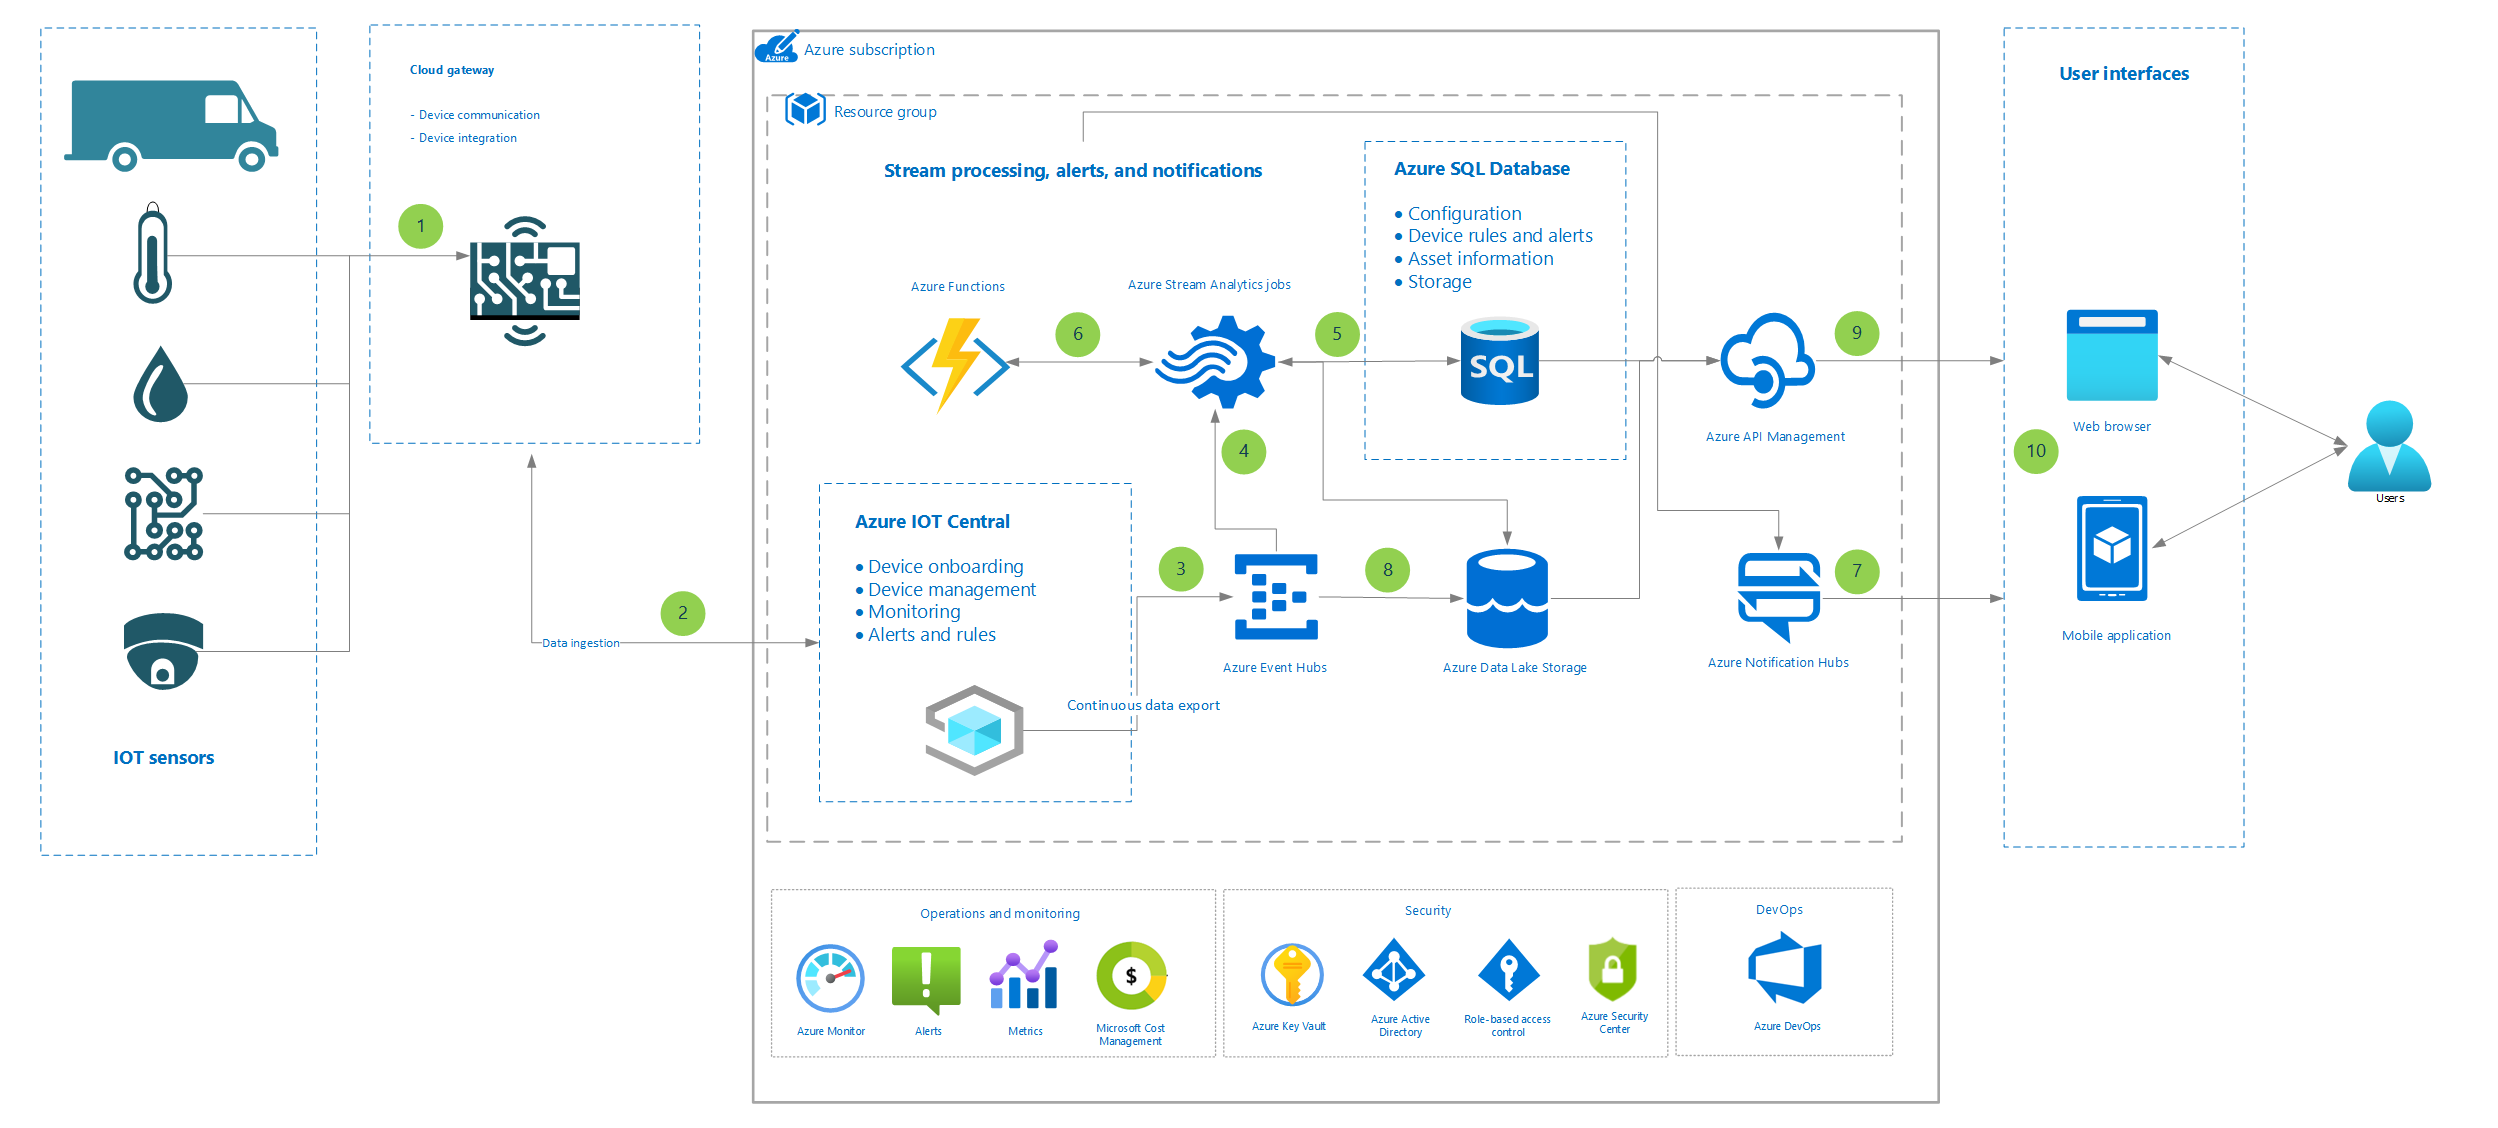 Cloud gateway
- Device communication
- Device integration
1
IOT sensors
Data ingestion
2
Azure
Azure subscription
Resource group
Stream processing, alerts, and notifications
Azure SQL Database
• Configuration
• Device rules and alerts
• Asset information
• Storage
Azure Functions
Azure Stream Analytics jobs
6
5
SQL
9
Azure API Management
4
Azure IOT Central
• Device onboarding
• Device management
• Monitoring
• Alerts and rules
3
8
7
Azure Event Hubs
Azure Data Lake Storage
Azure Notification Hubs
Continuous data export
User interfaces
Web browser
10
Mobile application
Users
Operations and monitoring
Azure Monitor
Alerts
Metrics
$
Microsoft Cost
Management
Security
Azure Key Vault
Azure Active
Directory
Role-based access
control
Azure Security
Center
DevOps
Azure DevOps